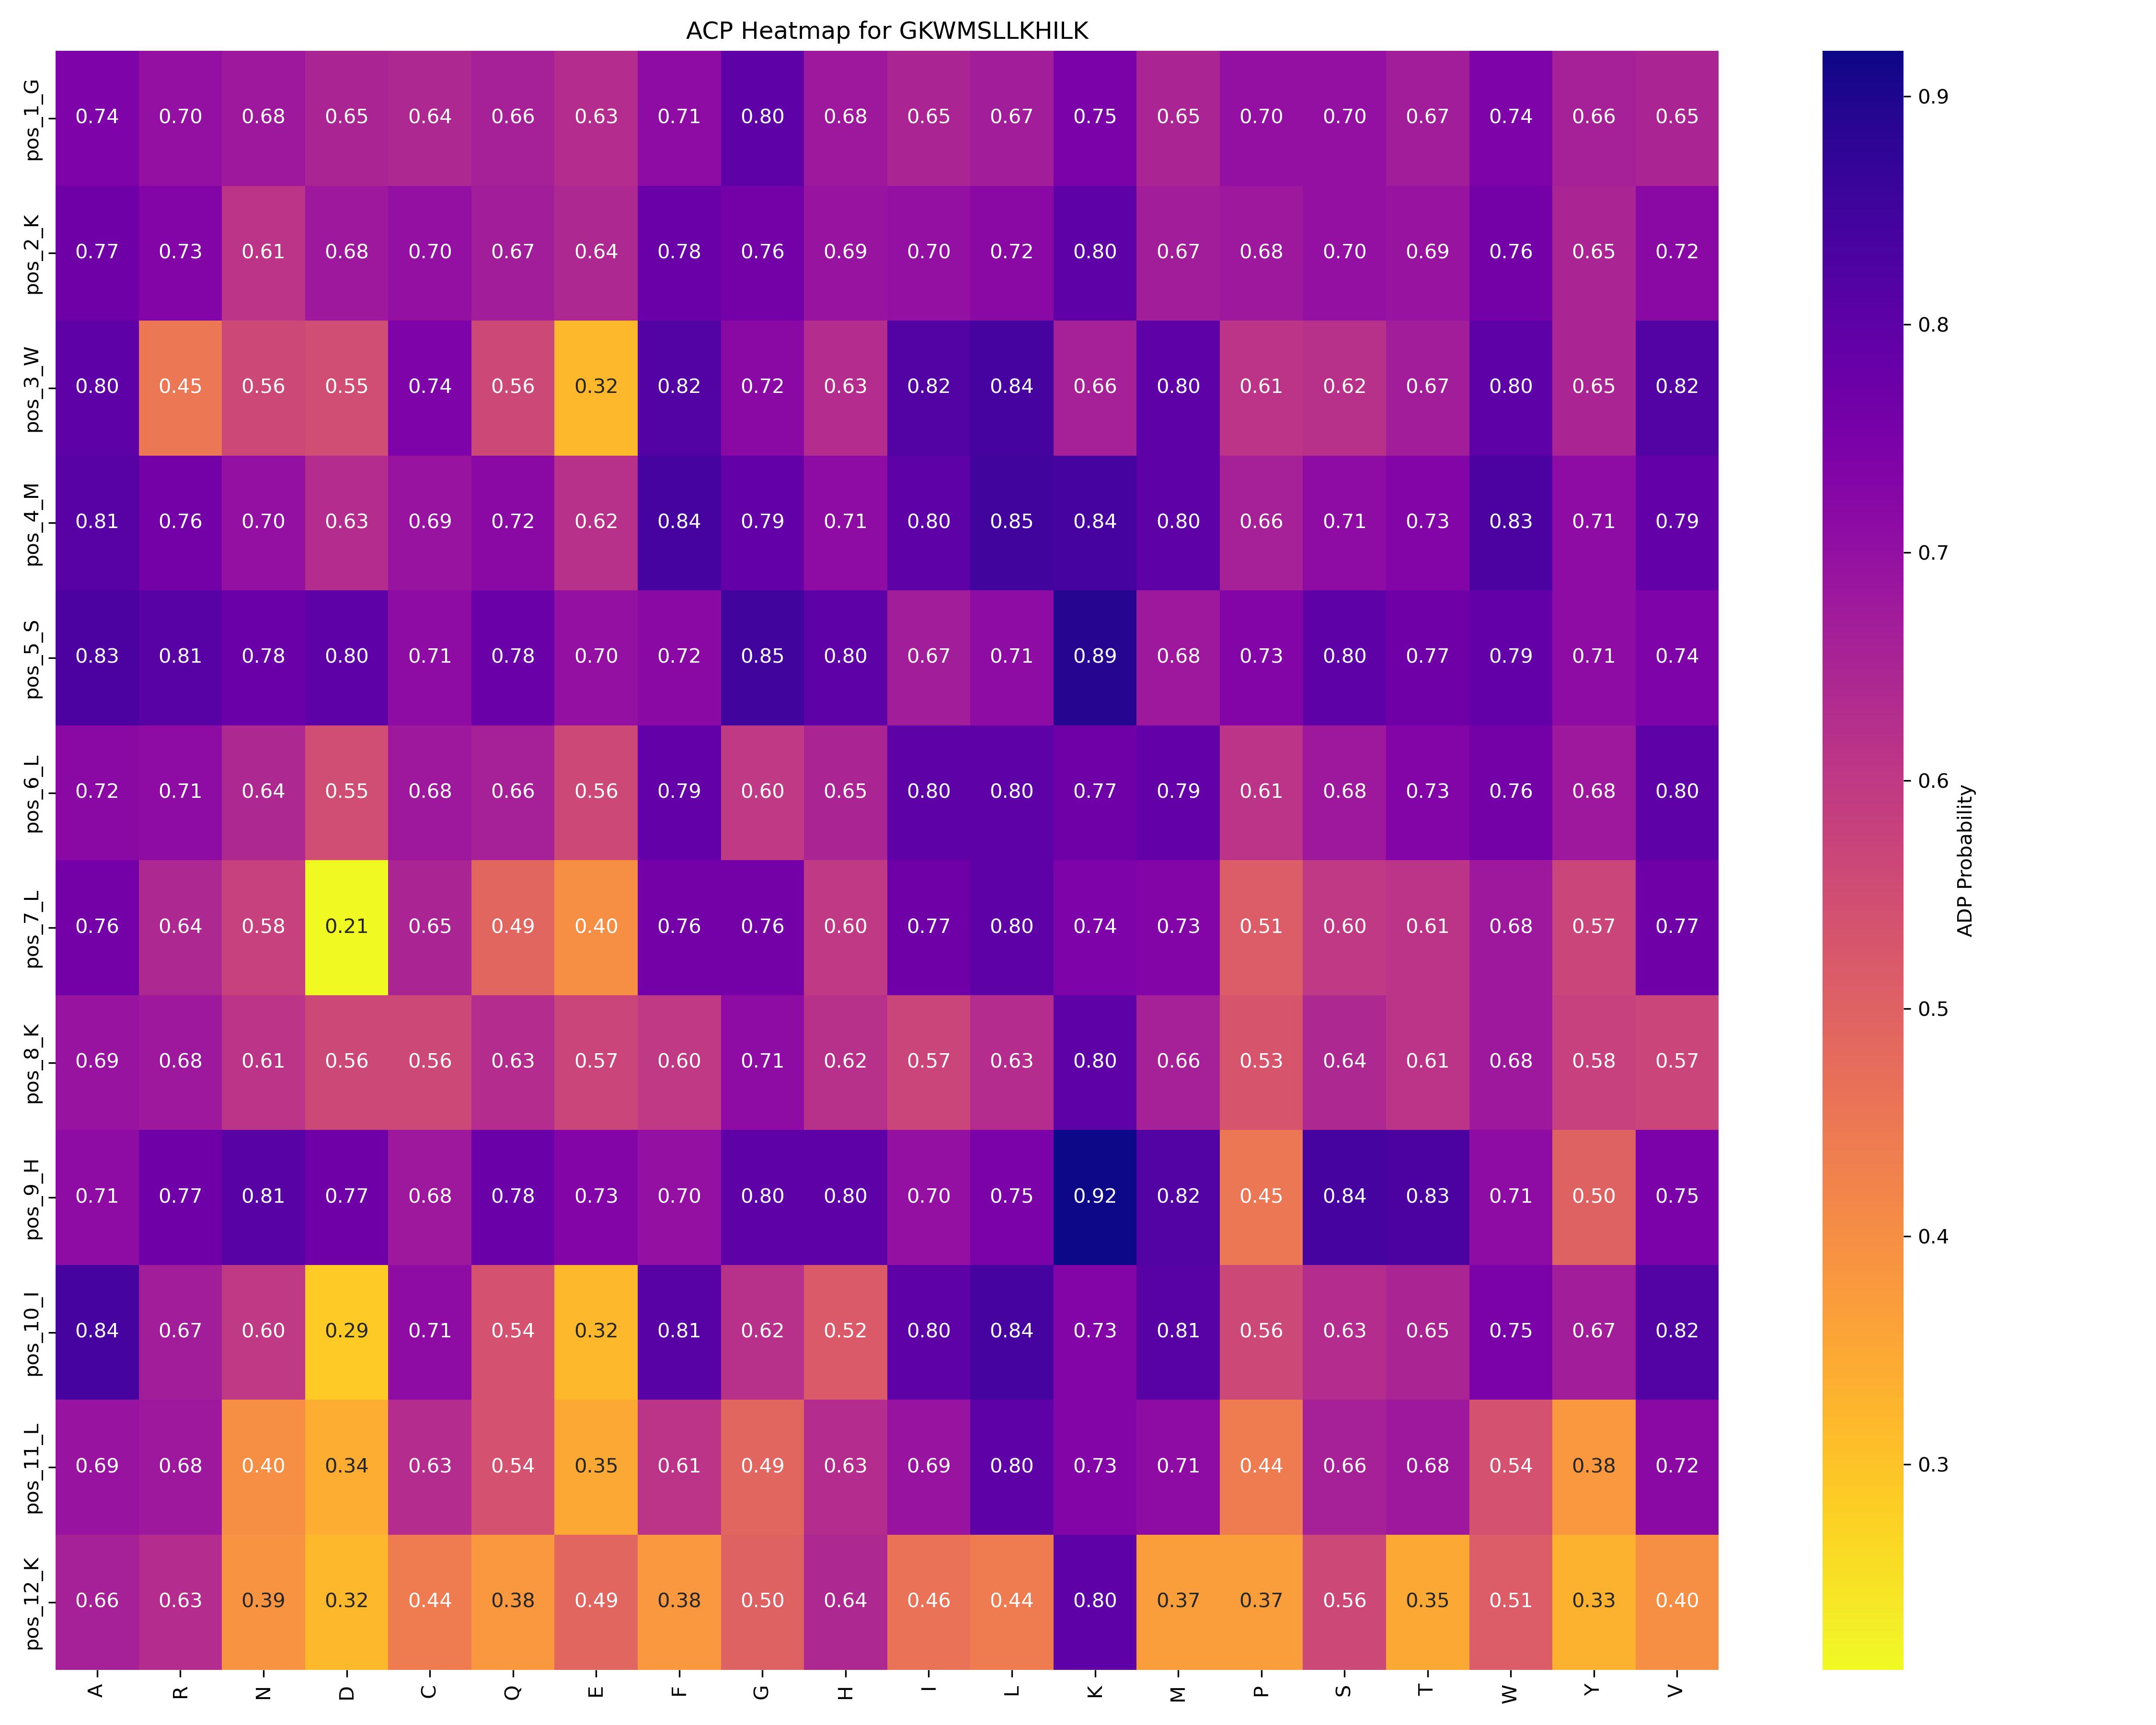 ACP Heatmap for GKWMSLLKHILK
pos_1_G 0.74 0.70 0.68 0.65 0.64 0.66 0.63 0.71 0.80 0.68 0.65 0.67 0.75 0.65 0.70 0.70 0.67 0.74 0.66 0.65
pos_2_K 0.77 0.73 0.61 0.68 0.70 0.67 0.64 0.78 0.76 0.69 0.70 0.72 0.80 0.67 0.68 0.70 0.69 0.76 0.65 0.72
pos_3_W 0.80 0.45 0.56 0.55 0.74 0.56 0.32 0.82 0.72 0.63 0.82 0.84 0.66 0.80 0.61 0.62 0.67 0.80 0.65 0.82
pos_4_M 0.81 0.76 0.70 0.63 0.69 0.72 0.62 0.84 0.79 0.71 0.80 0.85 0.84 0.80 0.66 0.71 0.73 0.83 0.71 0.79
pos_5_S 0.83 0.81 0.78 0.80 0.71 0.78 0.70 0.72 0.85 0.80 0.67 0.71 0.89 0.68 0.73 0.80 0.77 0.79 0.71 0.74
pos_6_L 0.72 0.71 0.64 0.55 0.68 0.66 0.56 0.79 0.60 0.65 0.80 0.80 0.77 0.79 0.61 0.68 0.73 0.76 0.68 0.80
pos_7_L 0.76 0.64 0.58 0.21 0.65 0.49 0.40 0.76 0.76 0.60 0.77 0.80 0.74 0.73 0.51 0.60 0.61 0.68 0.57 0.77
pos_8_K 0.69 0.68 0.61 0.56 0.56 0.63 0.57 0.60 0.71 0.62 0.57 0.63 0.80 0.66 0.53 0.64 0.61 0.68 0.58 0.57
pos_9_H 0.71 0.77 0.81 0.77 0.68 0.78 0.73 0.70 0.80 0.80 0.70 0.75 0.92 0.82 0.45 0.84 0.83 0.71 0.50 0.75
pos_10_I 0.84 0.67 0.60 0.29 0.71 0.54 0.32 0.81 0.62 0.52 0.80 0.84 0.73 0.81 0.56 0.63 0.65 0.75 0.67 0.82
pos_11_L 0.69 0.68 0.40 0.34 0.63 0.54 0.35 0.61 0.49 0.63 0.69 0.80 0.73 0.71 0.44 0.66 0.68 0.54 0.38 0.72
pos_12_K 0.66 0.63 0.39 0.32 0.44 0.38 0.49 0.38 0.50 0.64 0.46 0.44 0.80 0.37 0.37 0.56 0.35 0.51 0.33 0.40
A R N D C Q E F G H I L K M P S T W Y V
0.9
0.8
0.7
0.6
0.5
0.4
0.3
ADP Probability